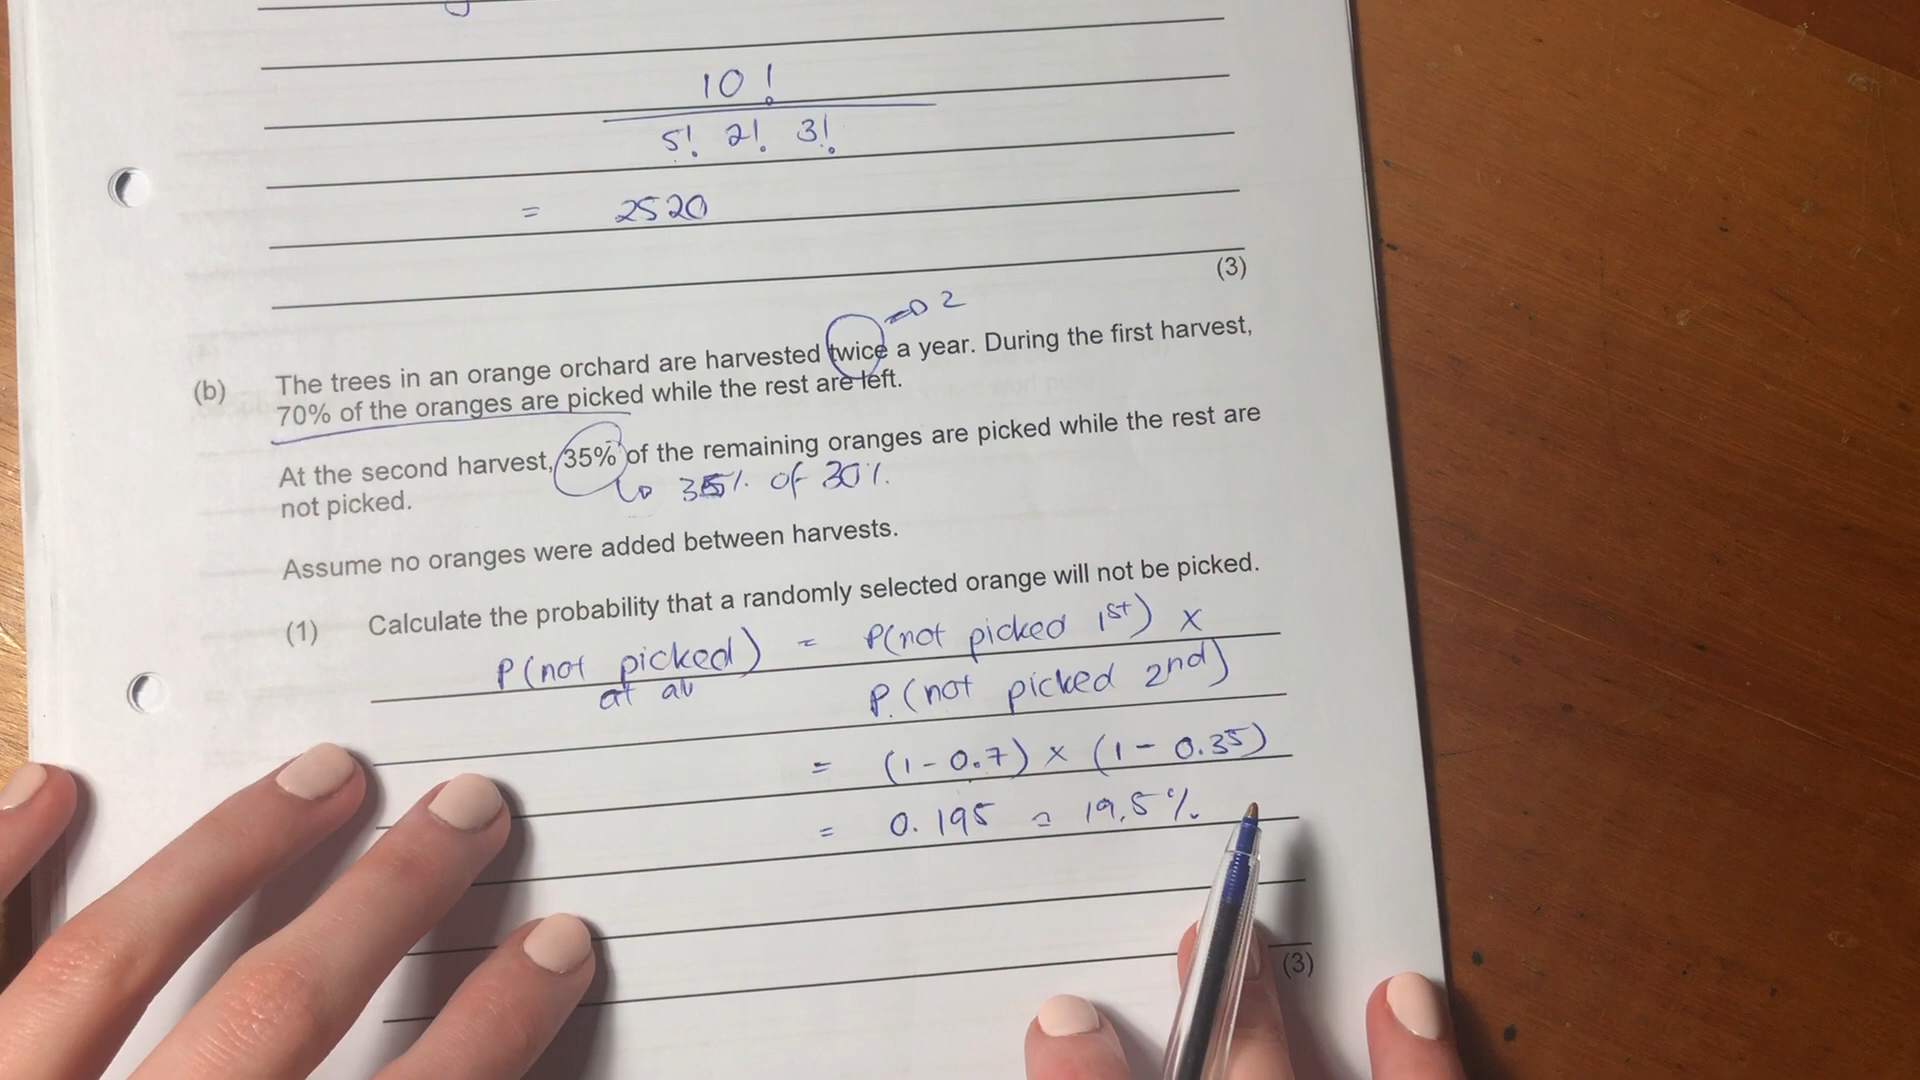 10!
5! 2! 3!
= 2520
(3)
⇒ 2
(b) The trees in an orange orchard are harvested twice a year. During the first harvest,
70% of the oranges are picked while the rest are left.
At the second harvest, 35% of the remaining oranges are picked while the rest are
not picked.
↳ 35% of 30%
Assume no oranges were added between harvests.
(1) Calculate the probability that a randomly selected orange will not be picked.
P(not picked) = P(not picked 1st) x
at all
P(not picked 2nd)
= (1-0.7) x (1-0.35)
= 0.195 = 19.5%
(3)